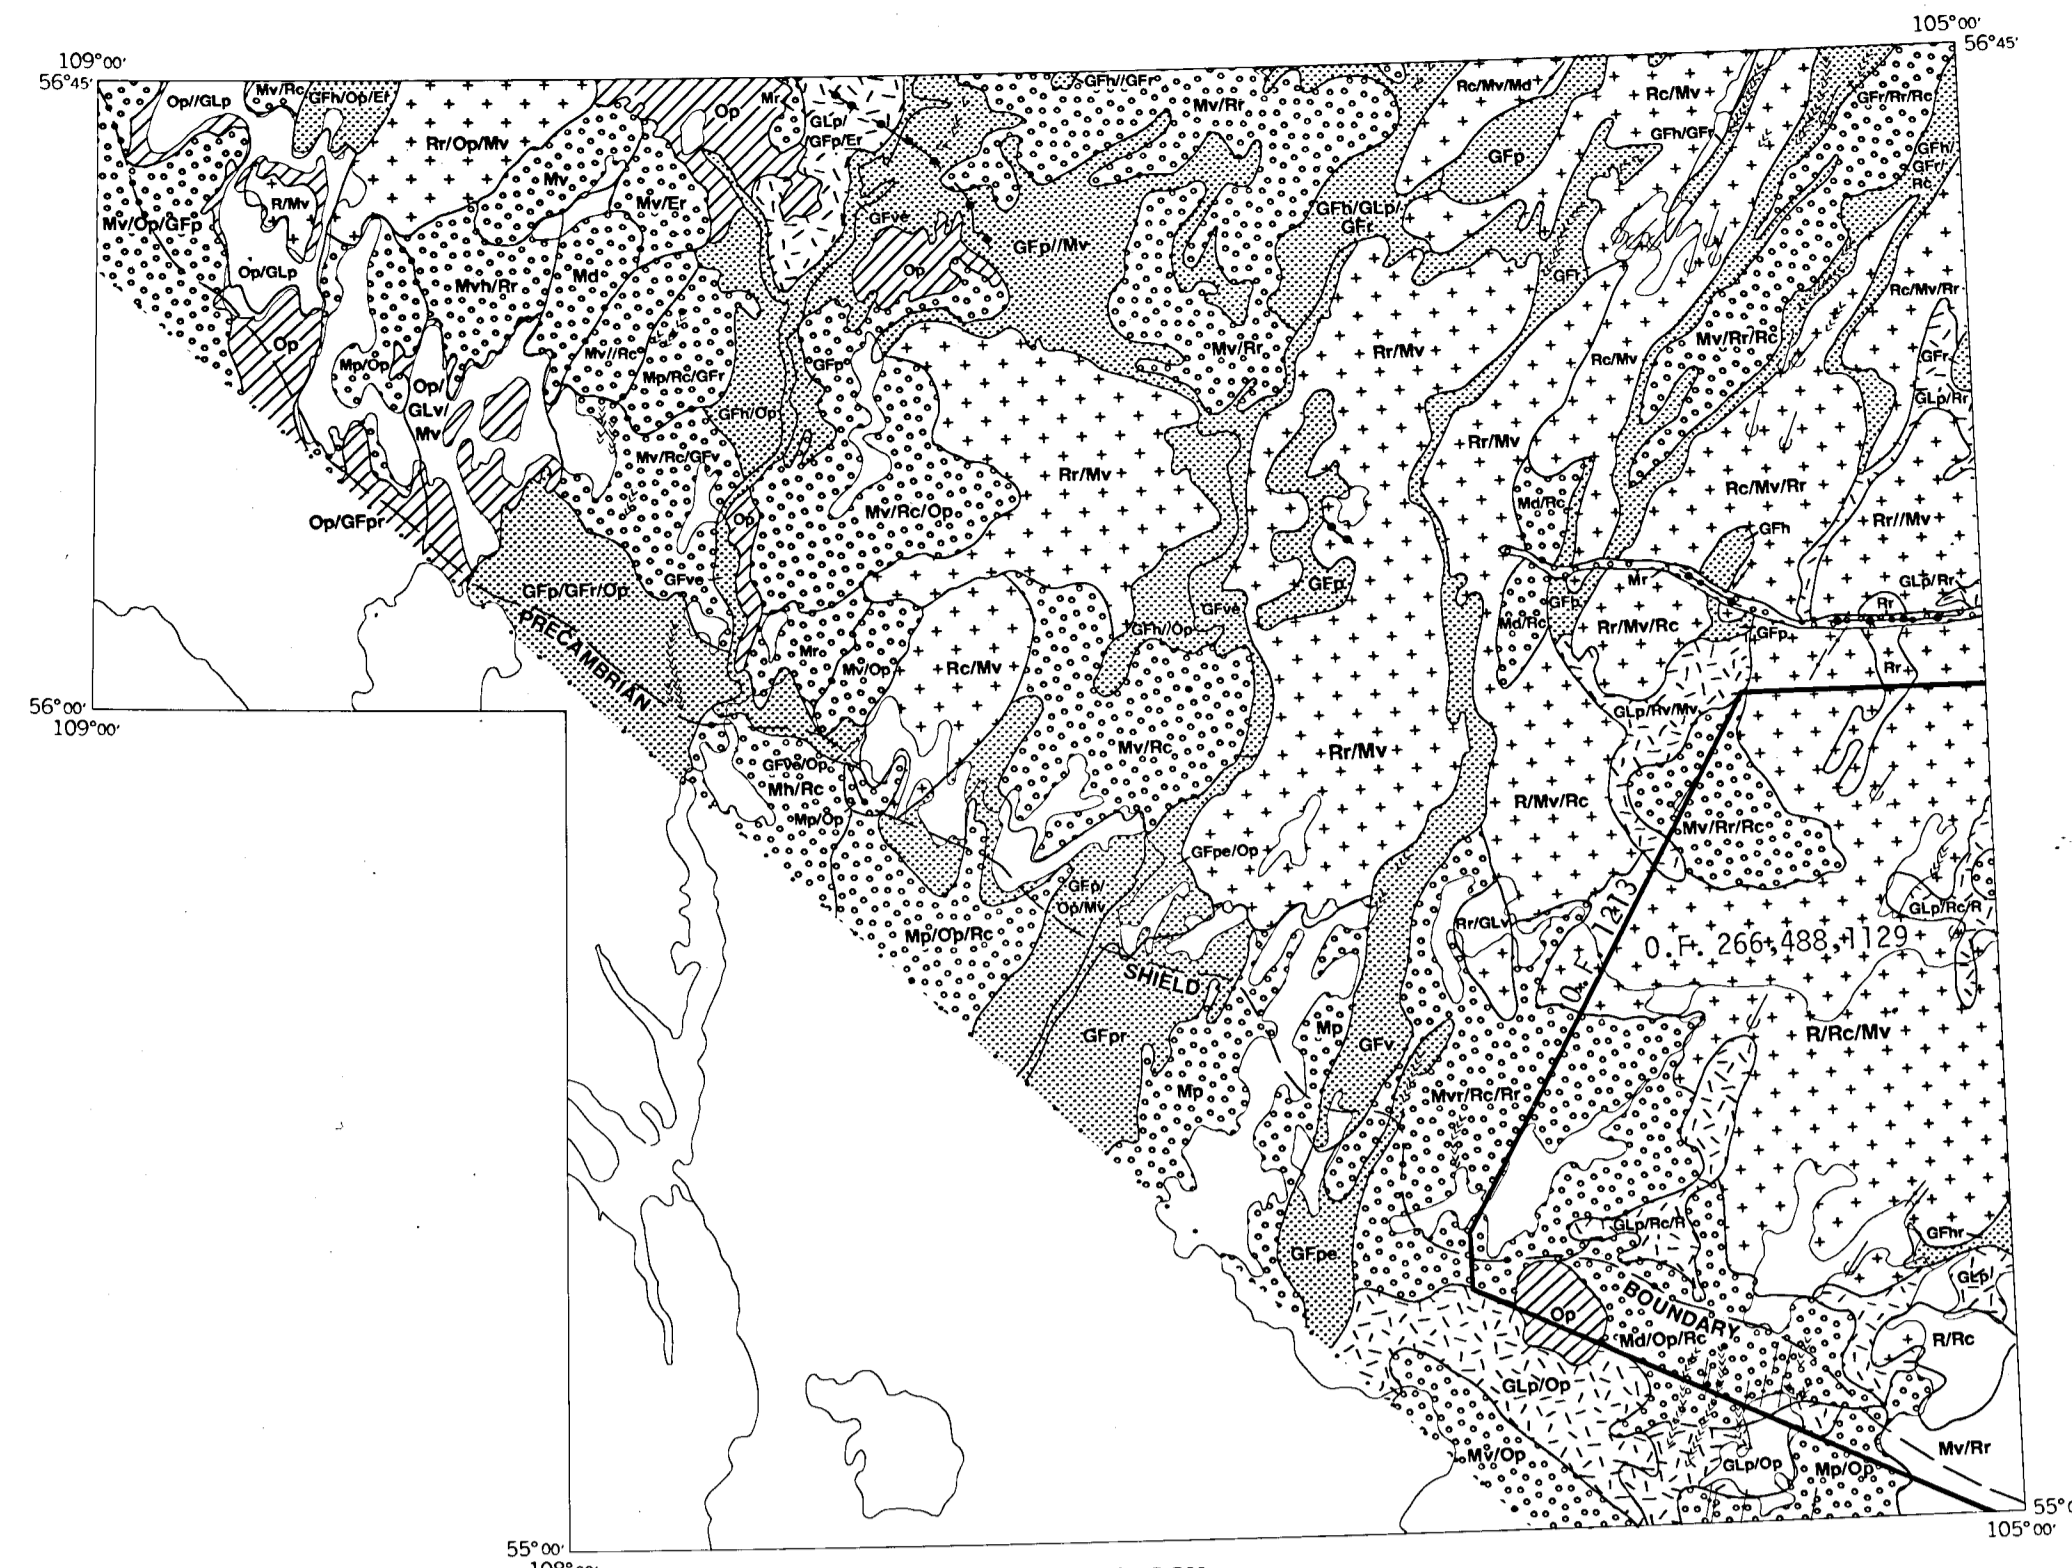 105°00'
109°00'
56°45'
56°45'
Op//GLp
Mv/Rc
GFh/Op/Er
Op
Mr
GLp/
GFp/Er
GFh//GFr
Mv/Rr
Rc/Mv/Md
Rc/Mv
GFr/Rr/Rc
Rr/Op/Mv
GFp
GFh/GFr
GFh/
GFr/
Rc
Mv
R/Mv
Mv/Er
Mv/Op/GFp
GFve
GFp//Mv
GFh/GLp/
GFr
Op/GLp
Mvh/Rr
Md
Op
GFr
Rc/Mv/Rr
Op
Mp/Op
Mv//Rc
Mp/Rc/GFr
GFp
Mv/Rr
Rr/Mv
Rc/Mv
Mv/Rr/Rc
GFr
Op/
GLv/
Mv
GFh/Op
GLp/Rr
Mv/Rc/GFv
Rr/Mv
Rr/Mv
Rc/Mv/Rr
Op/GFpr
Op
Mv/Rc/Op
Md/Rc
GFh
Rr//Mv
GFp/GFr/Op
GFve
GFve
GFp
Mr
GLp/Rr
GFh//Op
GFh
Md/Rc
Rr/Mv/Rc
GFp
Rr
PRECAMBRIAN
Mr
Mv/Op
Rc/Mv
Rr
56°00'
109°00'
GLp/Rv/Mv
GFve/Op
Mh/Rc
Mp/Op
Mv/Rc
Rr/Mv
R/Mv/Rc
Mv/Rr/Rc
GFpe/Op
GFp/
Op/Mv
GLp/Rc/R
Mp/Op/Rc
Rr/GLv
O.F. 1213
O.F. 266,488,1129
SHIELD
GFpr
Mp
GFv
R/Rc/Mv
Mp
Mvr/Rc/Rr
GLp/Rc/R
GFhr
GFpe
GLp/
BOUNDARY
Op
Md/Op/Rc
R/Rc
GLp/Op
Mv/Op
GLp/Op
Mp/Op
Mv/Rr
55°00'
105°00'